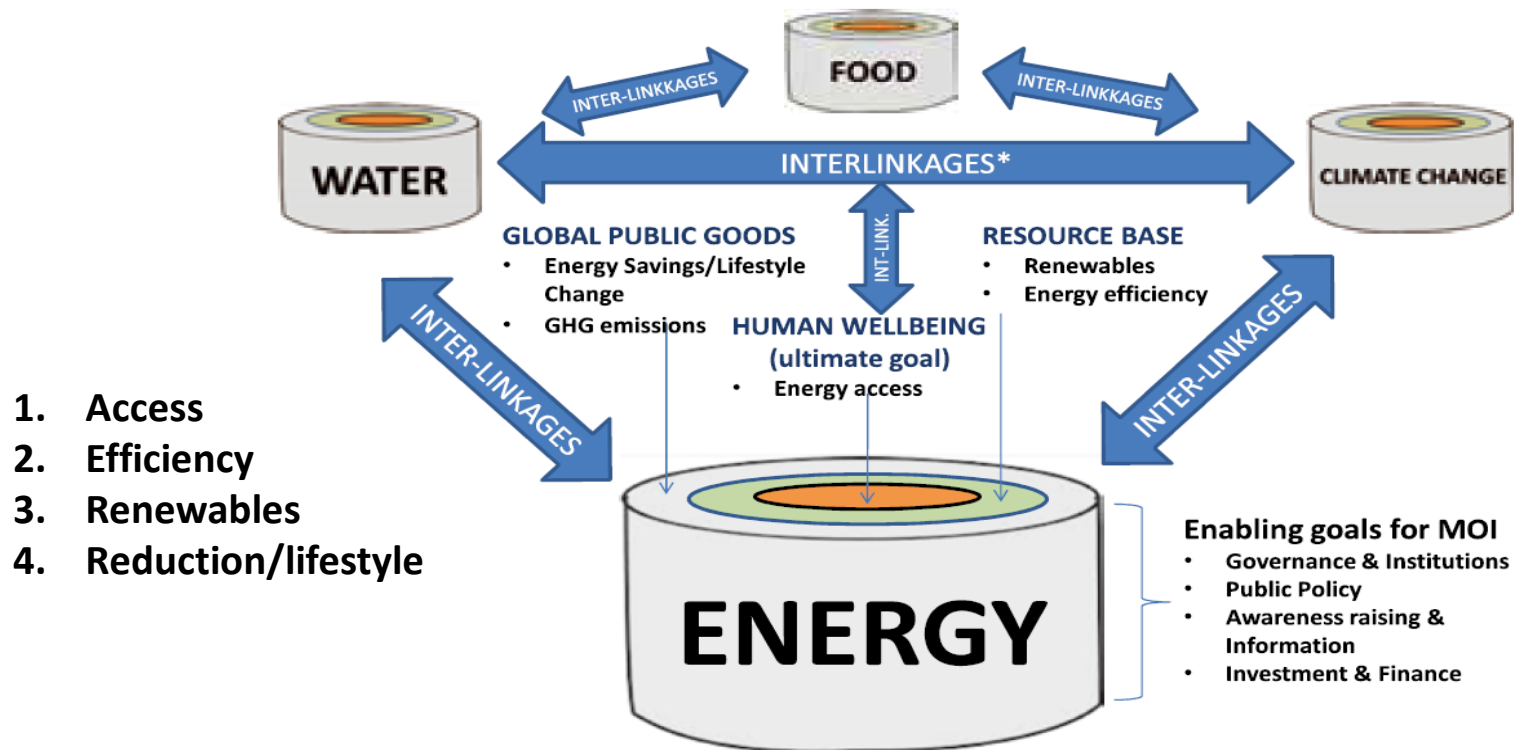 FOOD
INTER-LINKKAGES
INTER-LINKKAGES
WATER
INTERLINKAGES*
CLIMATE CHANGE
INT-LINK.
GLOBAL PUBLIC GOODS
• Energy Savings/Lifestyle
Change
• GHG emissions
RESOURCE BASE
• Renewables
• Energy efficiency
HUMAN WELLBEING
(ultimate goal)
• Energy access
INTER-LINKAGES
INTER-LINKAGES
1. Access
2. Efficiency
3. Renewables
4. Reduction/lifestyle
ENERGY
Enabling goals for MOI
• Governance & Institutions
• Public Policy
• Awareness raising &
Information
• Investment & Finance